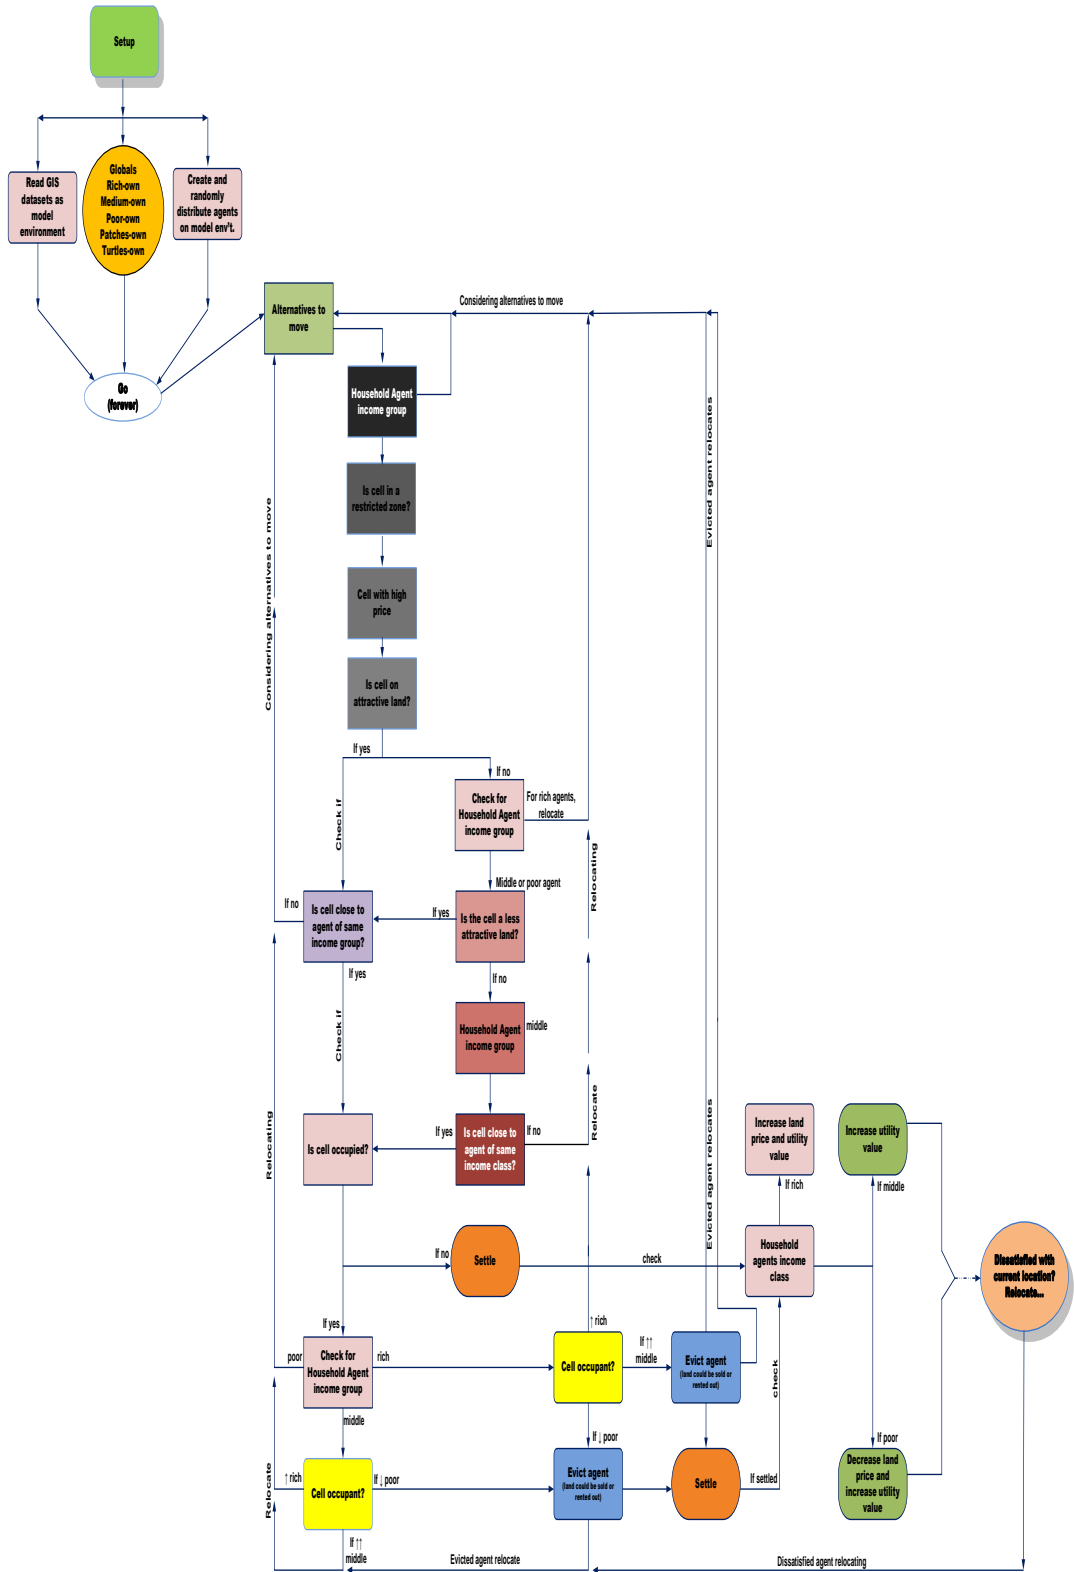 Setup
Read GIS
datasets as
model
environment
Globals
Rich-own
Medium-own
Poor-own
Patches-own
Turtles-own
Create and
randomly
distribute agents
on model env't.
Go
(forever)
Alternatives to
move
Considering alternatives to move
Household Agent
income group
Is cell in a
restricted zone?
Cell with high
price
Is cell on
attractive land?
Considering alternatives to move
Evicted agent relocates
If yes
If no
Check if
Check for
Household Agent
income group
For rich agents,
relocate
Relocating
Middle or poor agent
If no
Is cell close to
agent of same
income group?
If yes
Is the cell a less
attractive land?
If yes
If no
Check if
Household Agent
income group
middle
Relocating
Is cell occupied?
If yes
Is cell close to
agent of same
income class?
If no
Relocate
Evicted agent relocates
Increase land
price and utility
value
Increase utility
value
If rich
If middle
If no
Settle
check
Household
agents income
class
Dissatisfied with
current location?
Relocate...
If yes
poor
Check for
Household Agent
income group
rich
↑ rich
Cell occupant?
If ↑↑
middle
Evict agent
(land could be sold or
rented out)
check
middle
If ↓ poor
If poor
Relocate
↑ rich
Cell occupant?
If ↓ poor
Evict agent
(land could be sold or
rented out)
Settle
If settled
Decrease land
price and
increase utility
value
If ↑↑
middle
Evicted agent relocate
Dissatisfied agent relocating